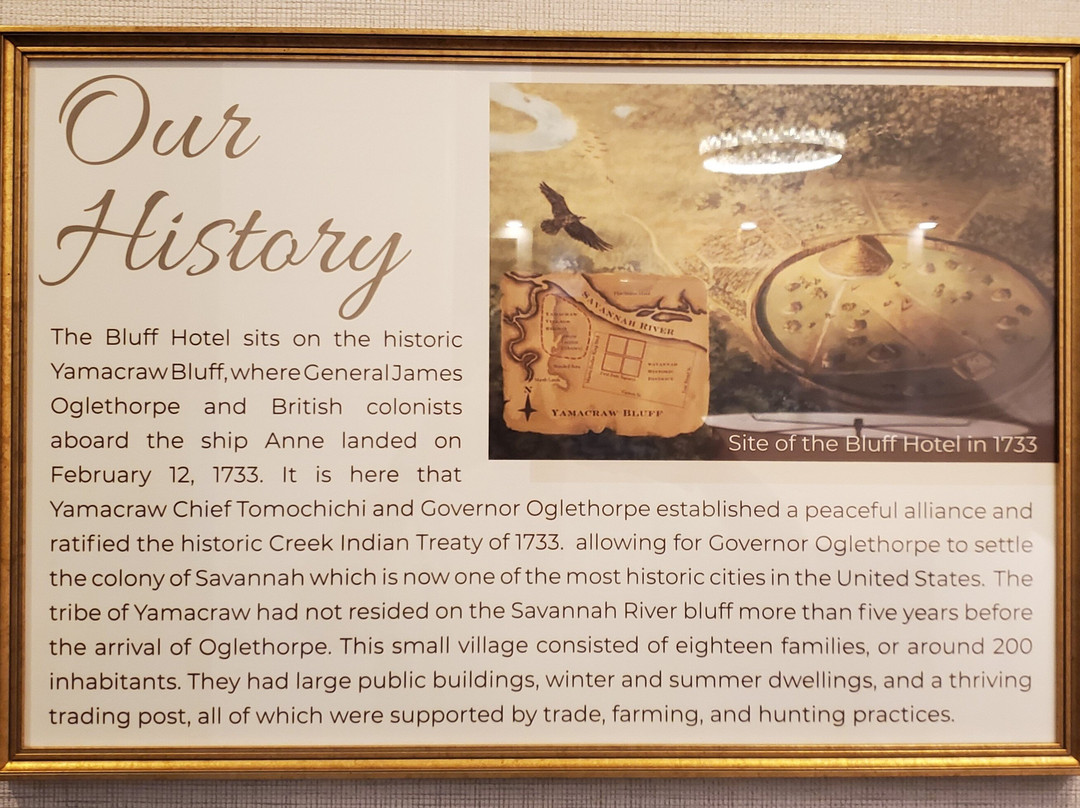 Our
History
The Bluff Hotel sits on the historic
Yamacraw Bluff, where General James
Oglethorpe and British colonists
aboard the ship Anne landed on
February 12, 1733. It is here that
SAVANNAH RIVER
SAVANNAH
HISTORIC
DISTRICT
N
YAMACRAW BLUFF
Site of the Bluff Hotel in 1733
Yamacraw Chief Tomochichi and Governor Oglethorpe established a peaceful alliance and
ratified the historic Creek Indian Treaty of 1733. allowing for Governor Oglethorpe to settle
the colony of Savannah which is now one of the most historic cities in the United States. The
tribe of Yamacraw had not resided on the Savannah River bluff more than five years before
the arrival of Oglethorpe. This small village consisted of eighteen families, or around 200
inhabitants. They had large public buildings, winter and summer dwellings, and a thriving
trading post, all of which were supported by trade, farming, and hunting practices.